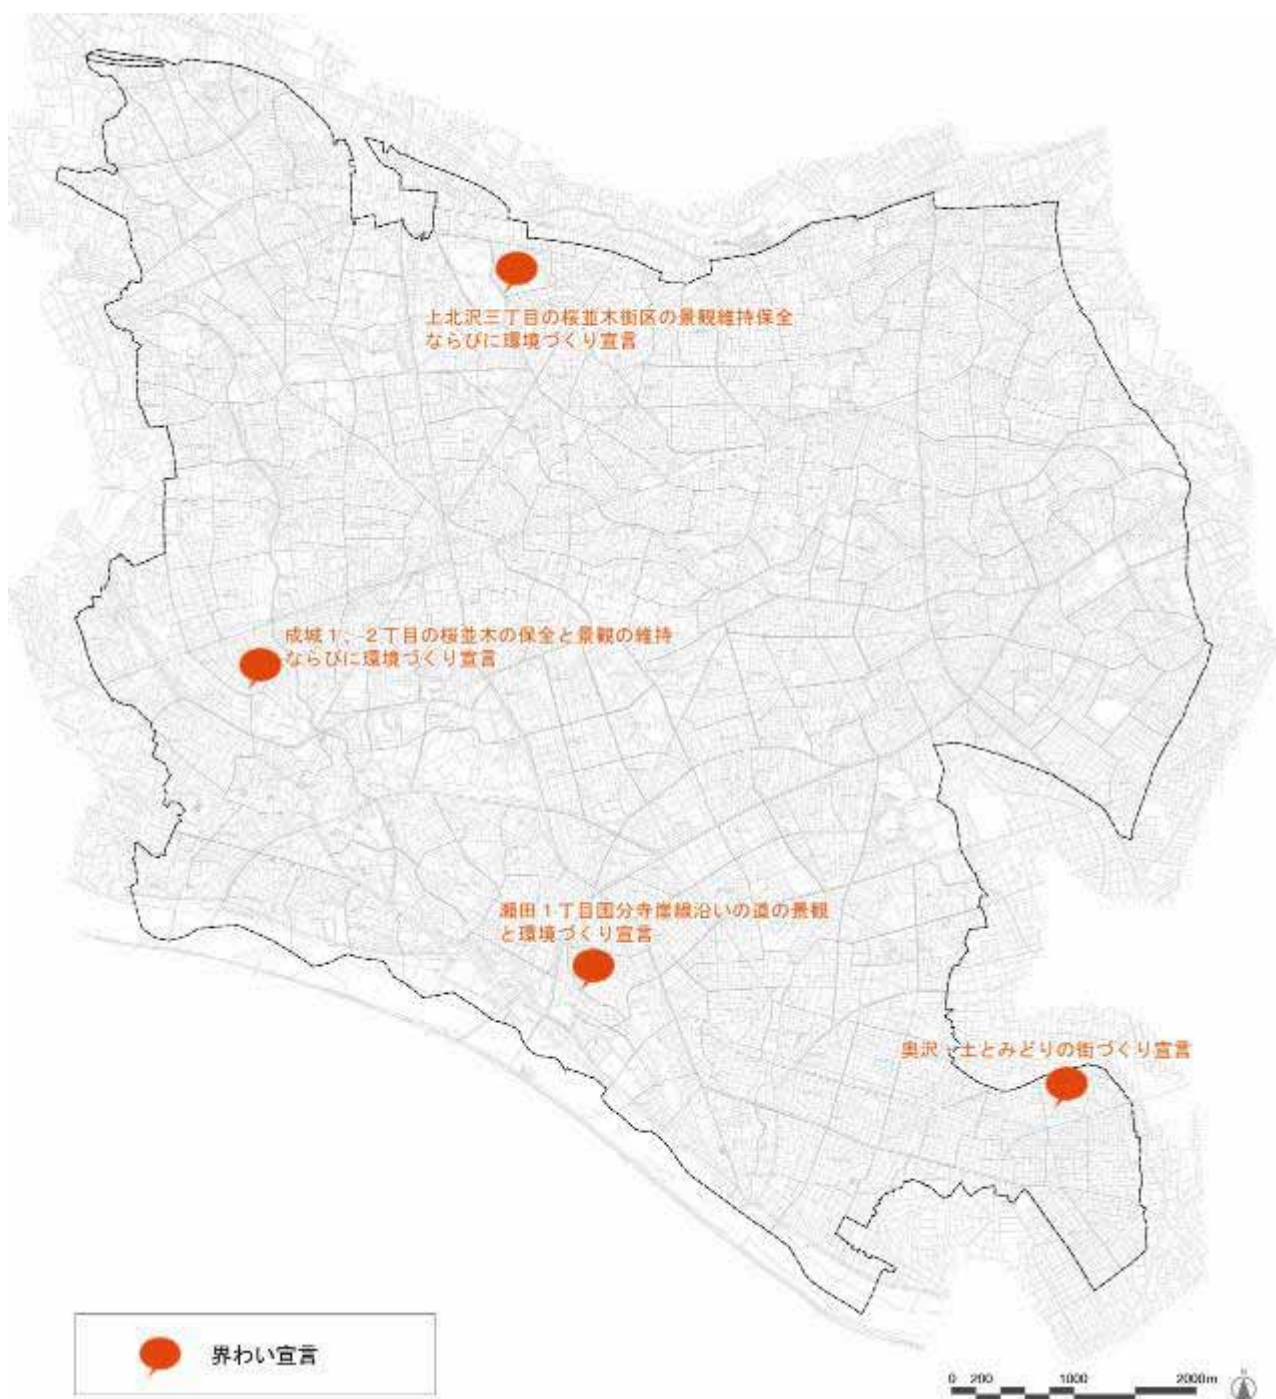 上北沢三丁目の桜並木街区の景観維持保全
ならびに環境づくり宣言
成城１、２丁目の桜並木の保全と景観の維持
ならびに環境づくり宣言
瀬田１丁目国分寺崖線沿いの道の景観
と環境づくり宣言
奥沢・土とみどりの街づくり宣言
界わい宣言
0 200 1000 2000m
N